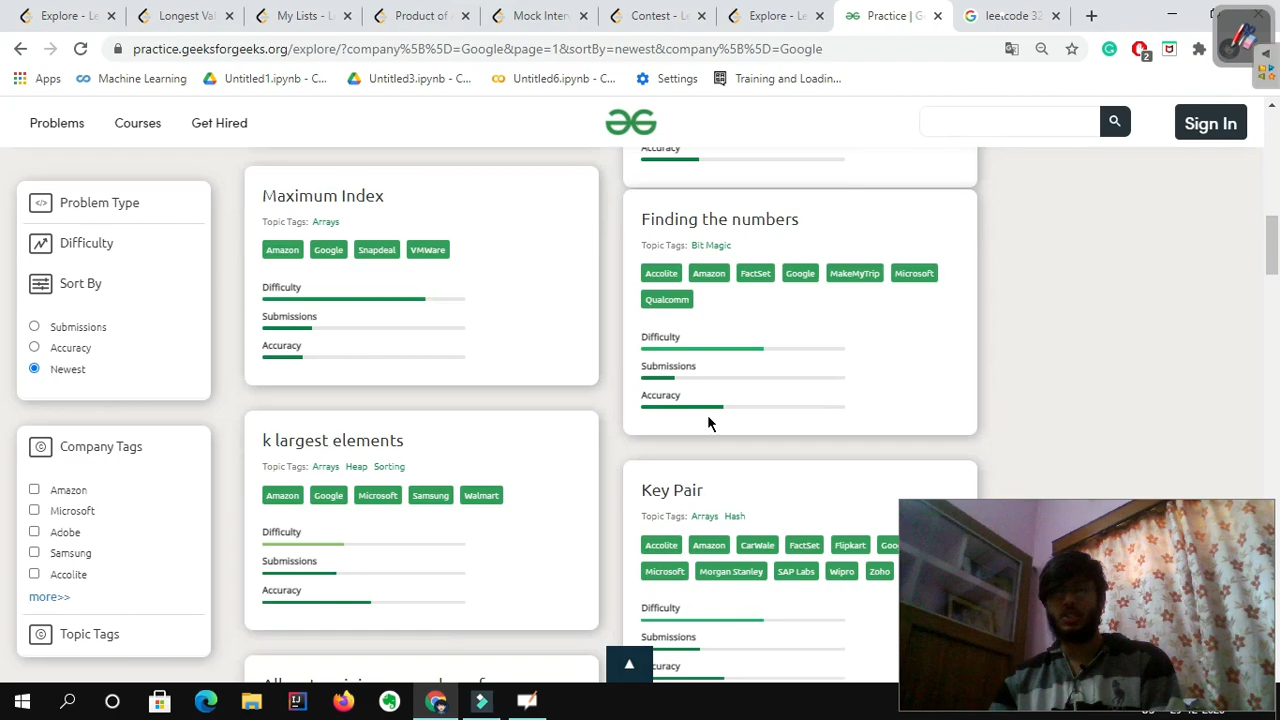 Explore - Le
Longest Val
My Lists - L
Product of
Mock Interv
Contest - Le
Explore - Le
Practice | G
leetcode 32
practice.geeksforgeeks.org/explore/?company%5B%5D=Google&page=1&sortBy=newest&company%5B%5D=Google
2
Apps
Machine Learning
Untitled1.ipynb - C...
Untitled3.ipynb - C...
Untitled0.ipynb - C...
Settings
Training and Loadin...
Problems
Courses
Get Hired
Sign In
Problem Type
Difficulty
Sort By
Submissions
Accuracy
Newest
Company Tags
Amazon
Microsoft
Adobe
Samsung
Accolite
more>>
Topic Tags
Maximum Index
Topic Tags: Arrays
Amazon Google Snapdeal VMWare
Difficulty
Submissions
Accuracy
k largest elements
Topic Tags: Arrays Heap Sorting
Amazon Google Microsoft Samsung Walmart
Difficulty
Submissions
Accuracy
Accuracy
Finding the numbers
Topic Tags: Bit Magic
Accolite Amazon FactSet Google MakeMyTrip Microsoft
Qualcomm
Difficulty
Submissions
Accuracy
Key Pair
Topic Tags: Arrays Hash
Accolite Amazon CarWale FactSet Flipkart Goo
Microsoft Morgan Stanley SAP Labs Wipro Zoho
Difficulty
Submissions
Accuracy